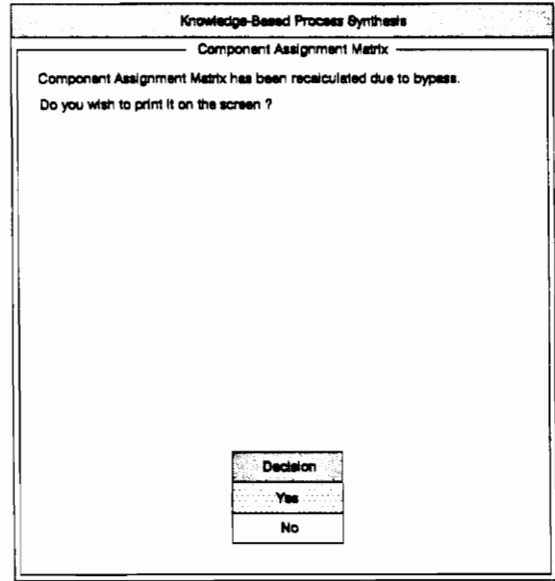 Knowledge-Based Process Synthesis
Component Assignment Matrix
Component Assignment Matrix has been recalculated due to bypass.
Do you wish to print it on the screen ?
Decision
Yes
No